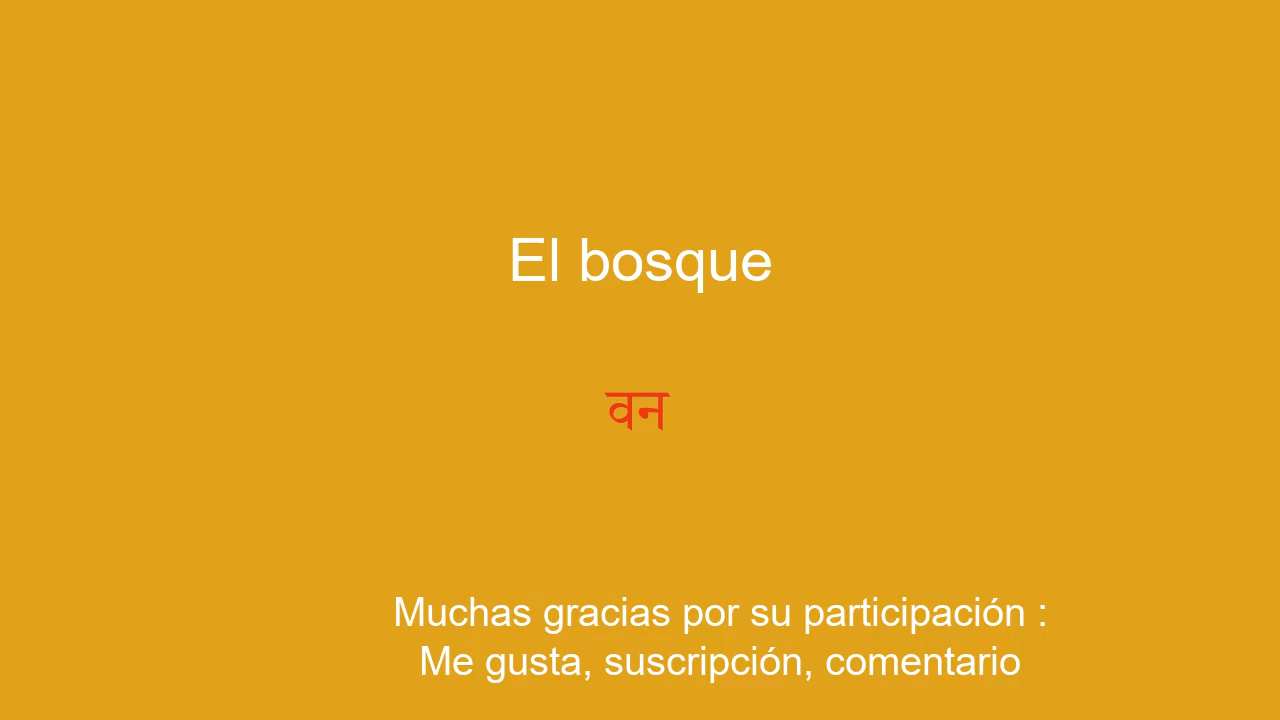 El bosque
वन
Muchas gracias por su participación :
Me gusta, suscripción, comentario